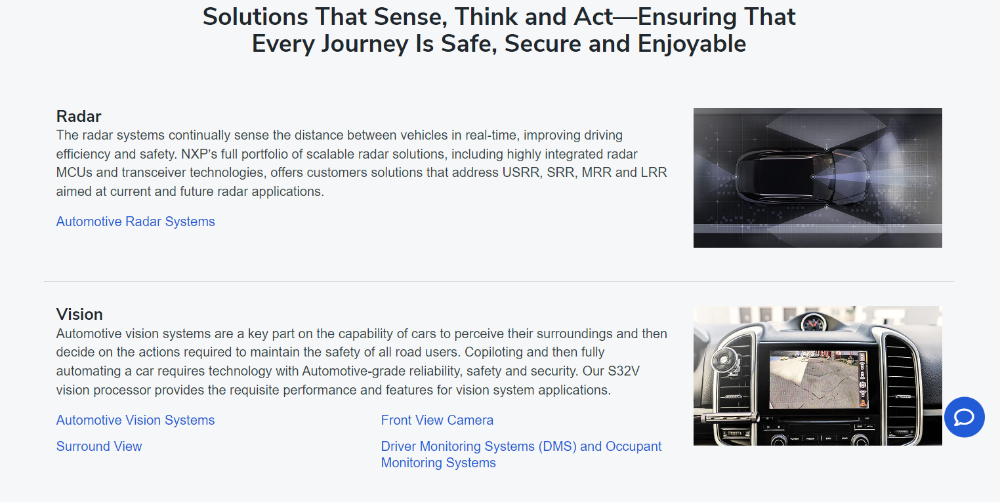 Solutions That Sense, Think and Act—Ensuring That
Every Journey Is Safe, Secure and Enjoyable
Radar
The radar systems continually sense the distance between vehicles in real-time, improving driving
efficiency and safety. NXP’s full portfolio of scalable radar solutions, including highly integrated radar
MCUs and transceiver technologies, offers customers solutions that address USRR, SRR, MRR and LRR
aimed at current and future radar applications.
Automotive Radar Systems
Vision
Automotive vision systems are a key part on the capability of cars to perceive their surroundings and then
decide on the actions required to maintain the safety of all road users. Copiloting and then fully
automating a car requires technology with Automotive-grade reliability, safety and security. Our S32V
vision processor provides the requisite performance and features for vision system applications.
Automotive Vision Systems
Front View Camera
Surround View
Driver Monitoring Systems (DMS) and Occupant
Monitoring Systems
TUNER MEDIA NAV MAP